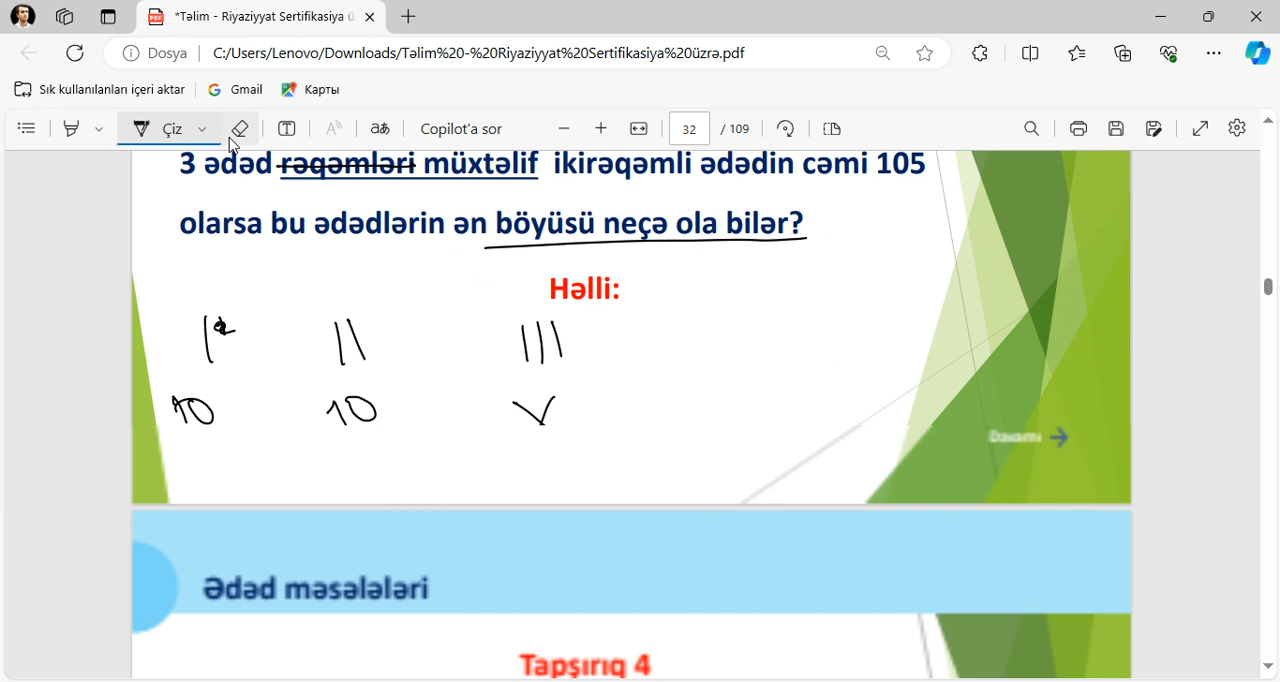 *Təlim - Riyaziyyat Sertifikasiya ü
Dosya C:/Users/Lenovo/Downloads/Təlim%20-%20Riyaziyyat%20Sertifikasiya%20üzrə.pdf
Sık kullanılanları içeri aktar Gmail Карты
Çiz Copilot'a sor 32 / 109
3 ədəd rəqəmləri müxtəlif ikirəqəmli ədədin cəmi 105
olarsa bu ədədlərin ən böyüsü neçə ola bilər?
Həlli:
I II III
10 10 V
Davamı
Ədəd məsələləri
Tapşırıq 4